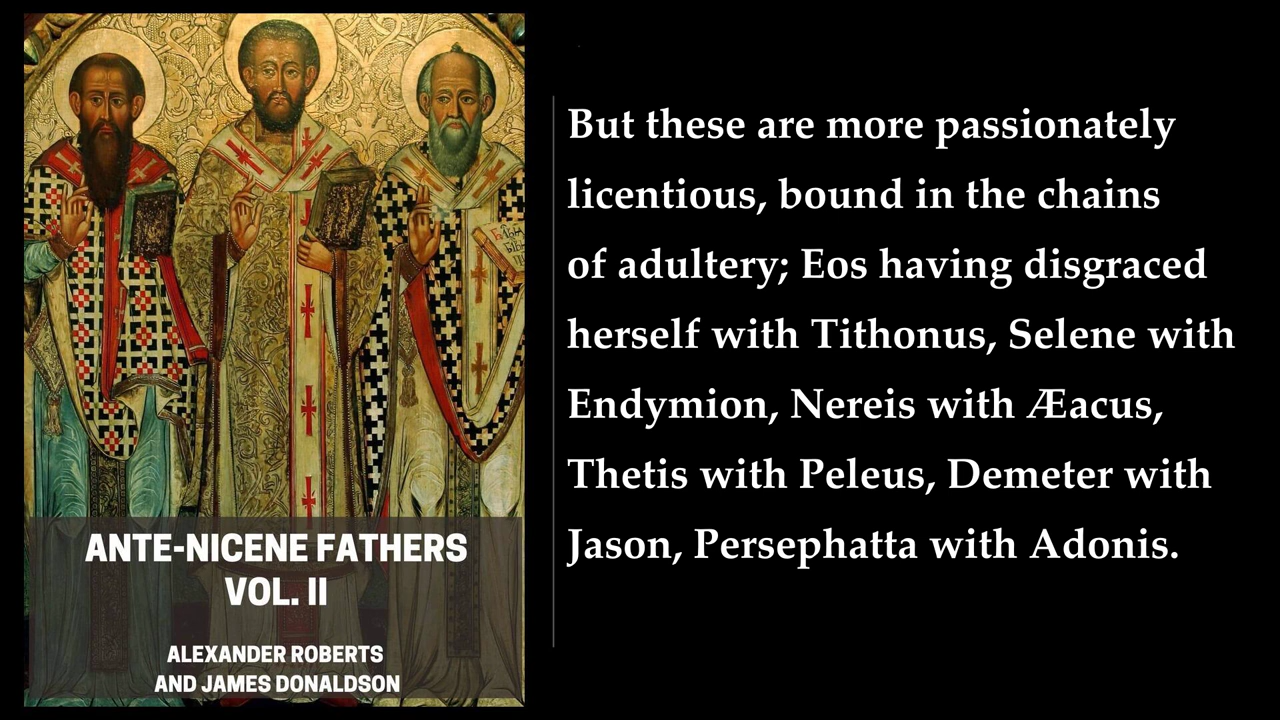 ANTE-NICENE FATHERS
VOL. II
ALEXANDER ROBERTS
AND JAMES DONALDSON
But these are more passionately
licentious, bound in the chains
of adultery; Eos having disgraced
herself with Tithonus, Selene with
Endymion, Nereis with Æacus,
Thetis with Peleus, Demeter with
Jason, Persephatta with Adonis.